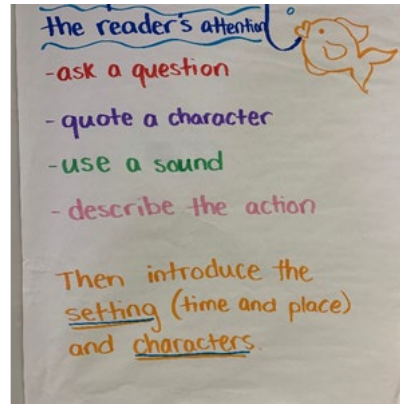 the reader's attention
-ask a question
- quote a character
-use a sound
- describe the action
Then introduce the
setting (time and place)
and characters.